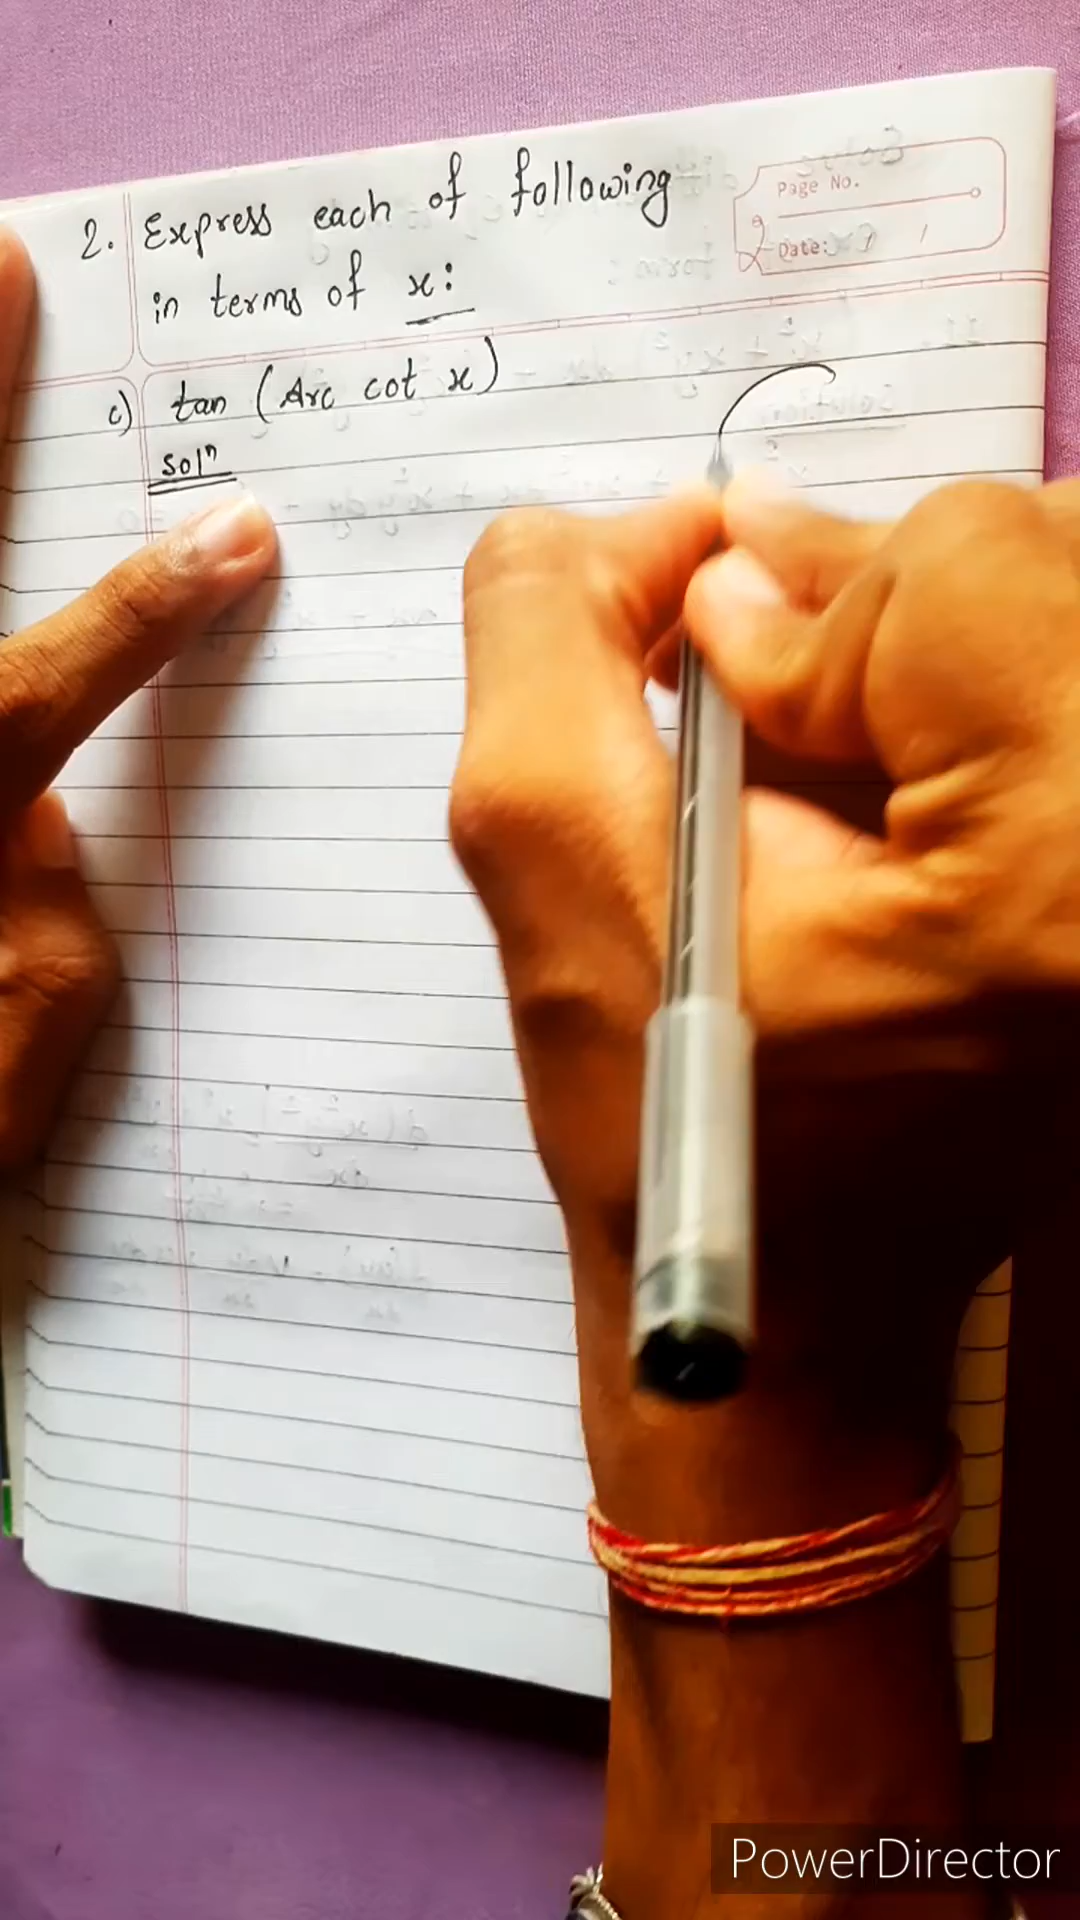 2. Express each of following
in terms of x:
Page No.
Date: / /
c) tan (Arc cot x)
Solⁿ
PowerDirector